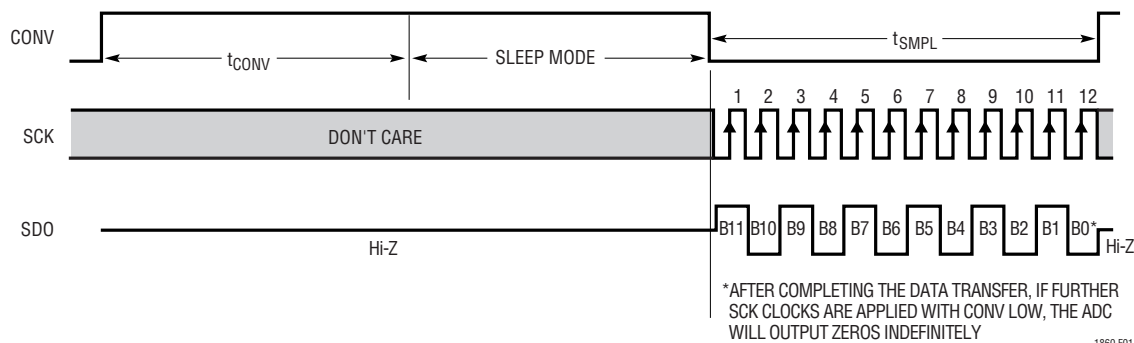 CONV
tCONV
SLEEP MODE
tSMPL
1 2 3 4 5 6 7 8 9 10 11 12
SCK
DON'T CARE
SDO
Hi-Z
B11 B10 B9 B8 B7 B6 B5 B4 B3 B2 B1 B0*
Hi-Z
*AFTER COMPLETING THE DATA TRANSFER, IF FURTHER
SCK CLOCKS ARE APPLIED WITH CONV LOW, THE ADC
WILL OUTPUT ZEROS INDEFINITELY
1860 F01